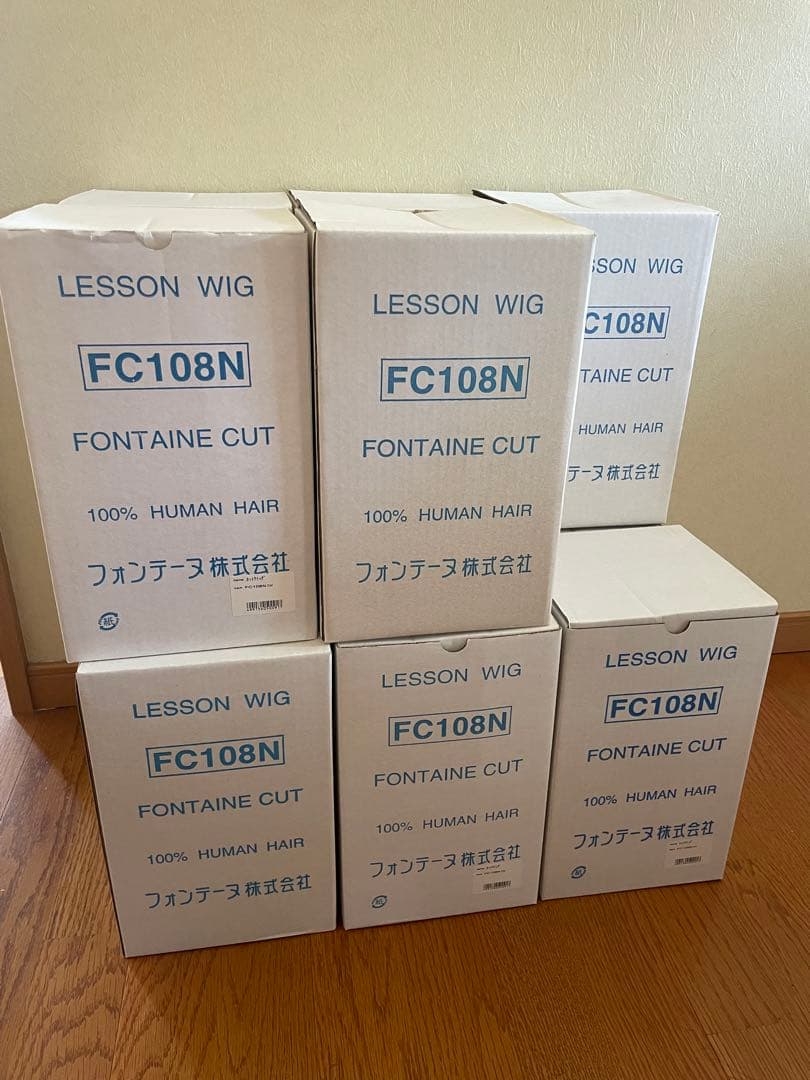 LESSON WIG
FC108N
FONTAINE CUT
100% HUMAN HAIR
フォンテーヌ株式会社
紙
LESSON WIG
FC108N
FONTAINE CUT
100% HUMAN HAIR
フォンテーヌ株式会社
SSON WIG
C108N
TAINE CUT
HUMAN HAIR
テーヌ株式会社
LESSON WIG
FC108N
FONTAINE CUT
100% HUMAN HAIR
フォンテーヌ株式会社
LESSON WIG
FC108N
FONTAINE CUT
100% HUMAN HAIR
フォンテーヌ株式会社
紙
LESSON WIG
FC108N
FONTAINE CUT
100% HUMAN HAIR
フォンテーヌ株式会社
紙